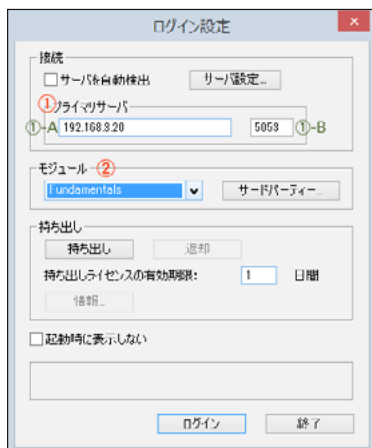 ログイン設定
接続
サーバを自動検出 サーバ設定...
①プライマリサーバ
①-A 192.168.3.20 5053 ①-B
モジュール ②
Fundamentals サードパーティー...
持ち出し
持ち出し 返却
持ち出しライセンスの有効期限: 1 日間
情報...
起動時に表示しない
ログイン 終了